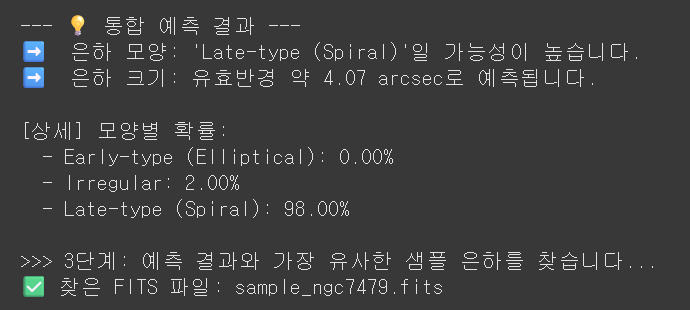 --- 💡 통합 예측 결과 ---
➡️ 은하 모양: 'Late-type (Spiral)'일 가능성이 높습니다.
➡️ 은하 크기: 유효반경 약 4.07 arcsec로 예측됩니다.
[상세] 모양별 확률:
- Early-type (Elliptical): 0.00%
- Irregular: 2.00%
- Late-type (Spiral): 98.00%
>>> 3단계: 예측 결과와 가장 유사한 샘플 은하를 찾습니다...
✅ 찾은 FITS 파일: sample_ngc7479.fits